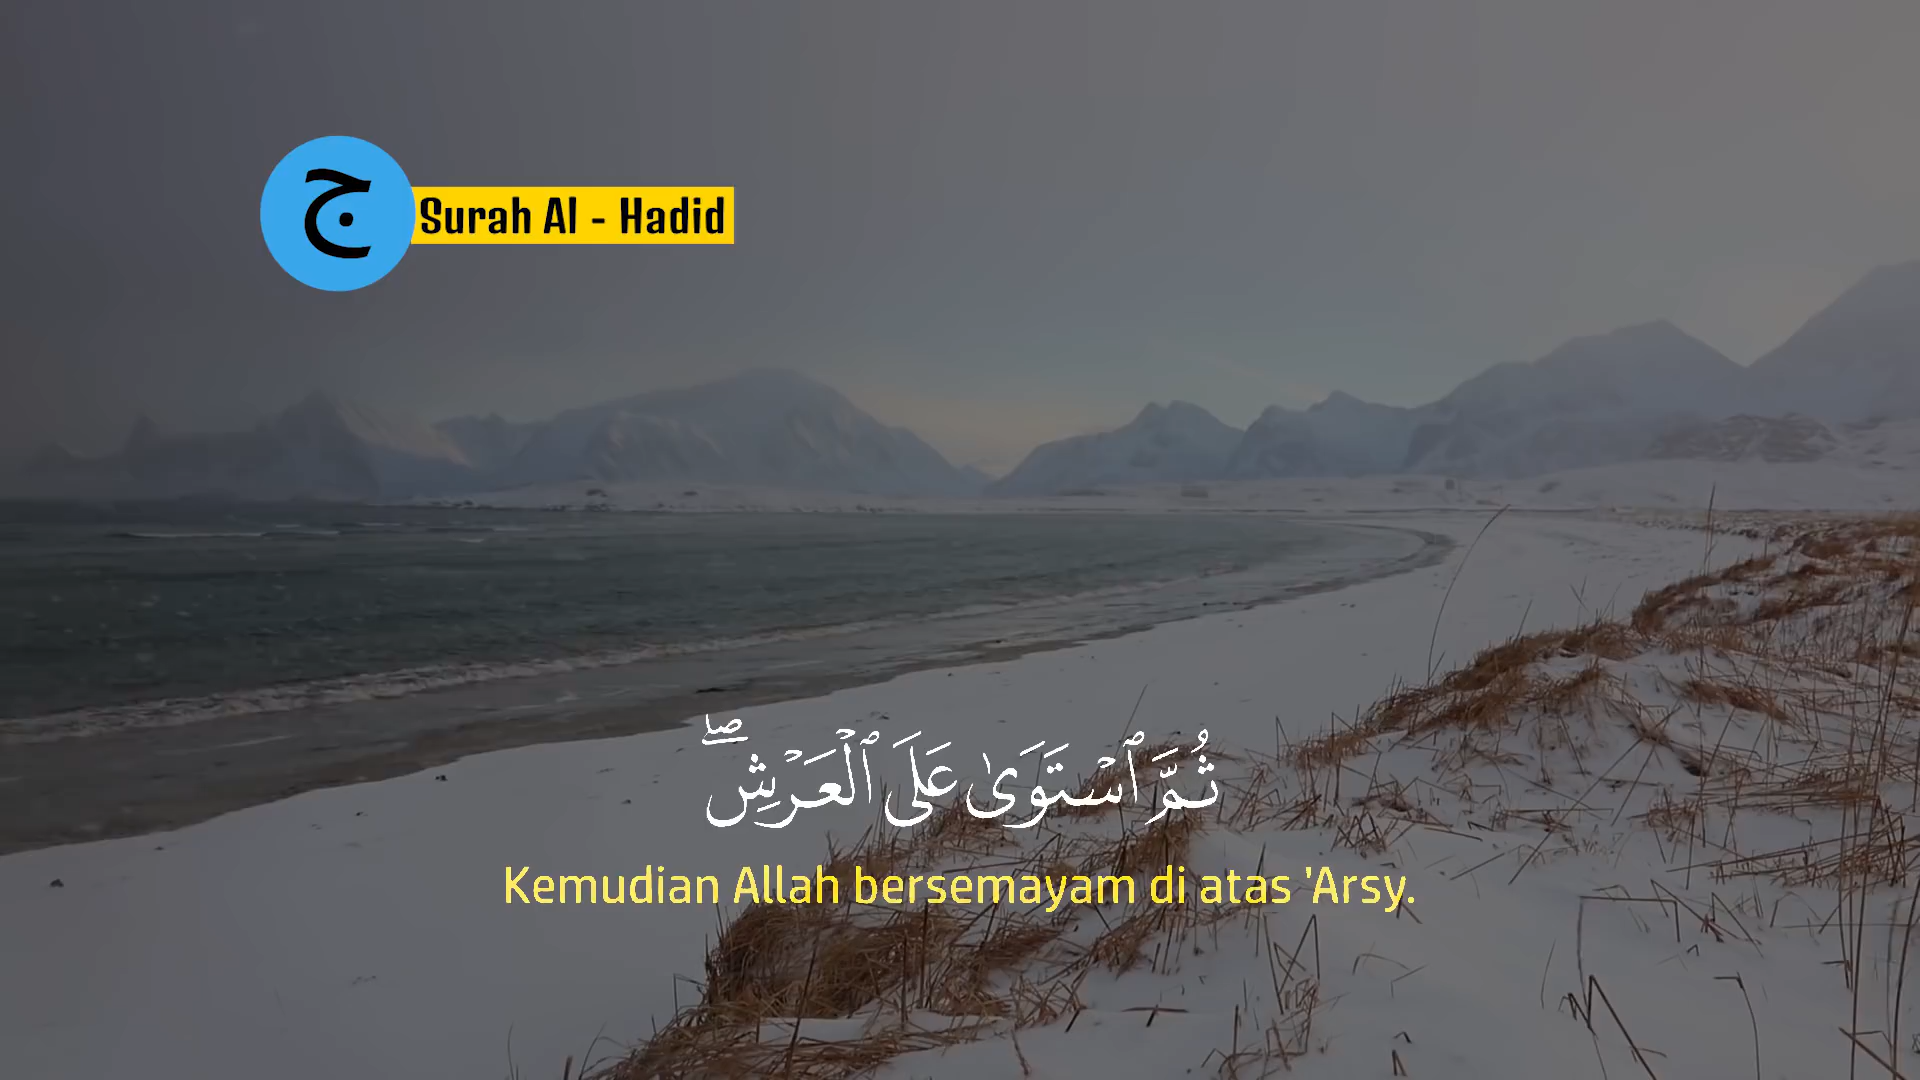 ج
Surah Al - Hadid
ثُمَّ ٱسْتَوَىٰ عَلَى ٱلْعَرْشِۖ
Kemudian Allah bersemayam di atas 'Arsy.